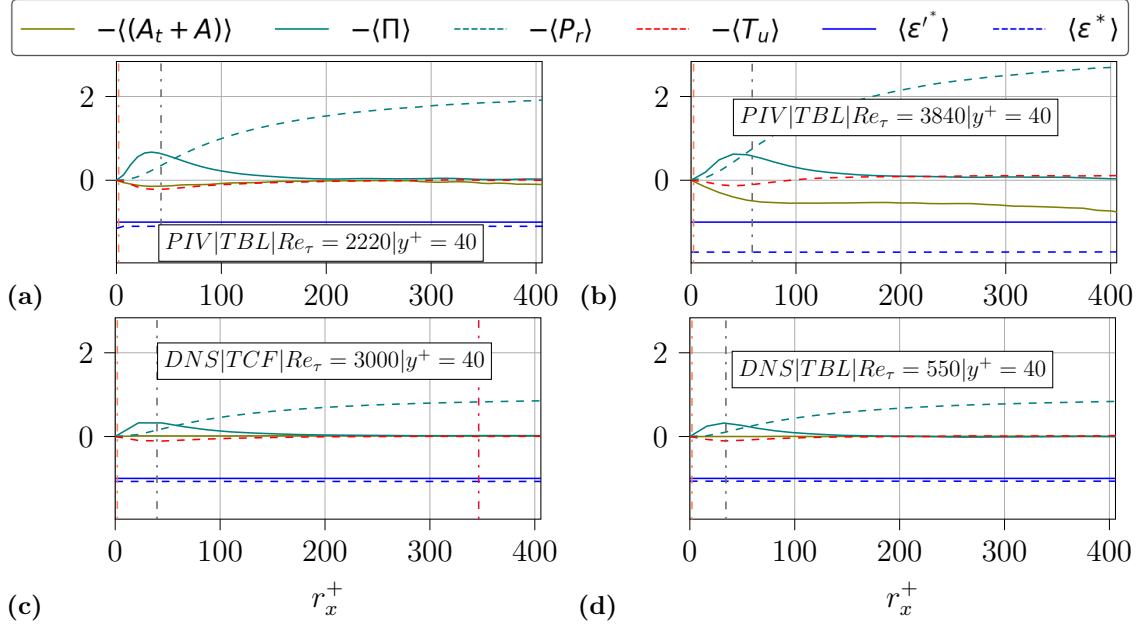 −⟨(A_t + A)⟩ −⟨Π⟩ −⟨P_r⟩ −⟨T_u⟩ ⟨ε′*⟩ ⟨ε*⟩
2
0
PIV|TBL|Re_τ = 2220|y⁺ = 40
0 100 200 300 400
(a)
2
0
PIV|TBL|Re_τ = 3840|y⁺ = 40
0 100 200 300 400
(b)
2
0
DNS|TCF|Re_τ = 3000|y⁺ = 40
0 100 200 300 400
r_x⁺
(c)
2
0
DNS|TBL|Re_τ = 550|y⁺ = 40
0 100 200 300 400
r_x⁺
(d)